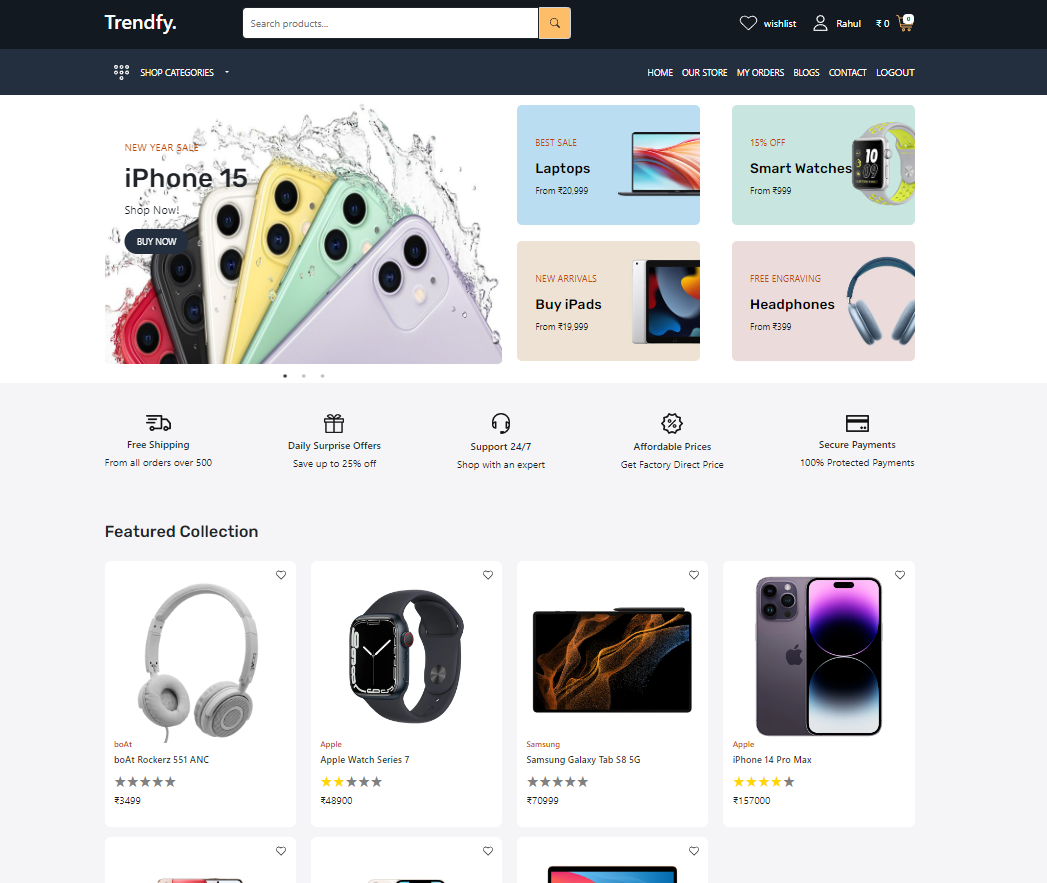 Trendfy.
Search products...
wishlist
Rahul
₹ 0
0
SHOP CATEGORIES
HOME OUR STORE MY ORDERS BLOGS CONTACT LOGOUT
NEW YEAR SALE
iPhone 15
Shop Now!
BUY NOW
BEST SALE
Laptops
From ₹20,999
15% OFF
Smart Watches
From ₹999
NEW ARRIVALS
Buy iPads
From ₹19,999
FREE ENGRAVING
Headphones
From ₹399
Free Shipping
From all orders over 500
Daily Surprise Offers
Save up to 25% off
Support 24/7
Shop with an expert
Affordable Prices
Get Factory Direct Price
Secure Payments
100% Protected Payments
Featured Collection
boAt
boAt Rockerz 551 ANC
₹3499
Apple
Apple Watch Series 7
₹48900
Samsung
Samsung Galaxy Tab S8 5G
₹70999
Apple
iPhone 14 Pro Max
₹157000